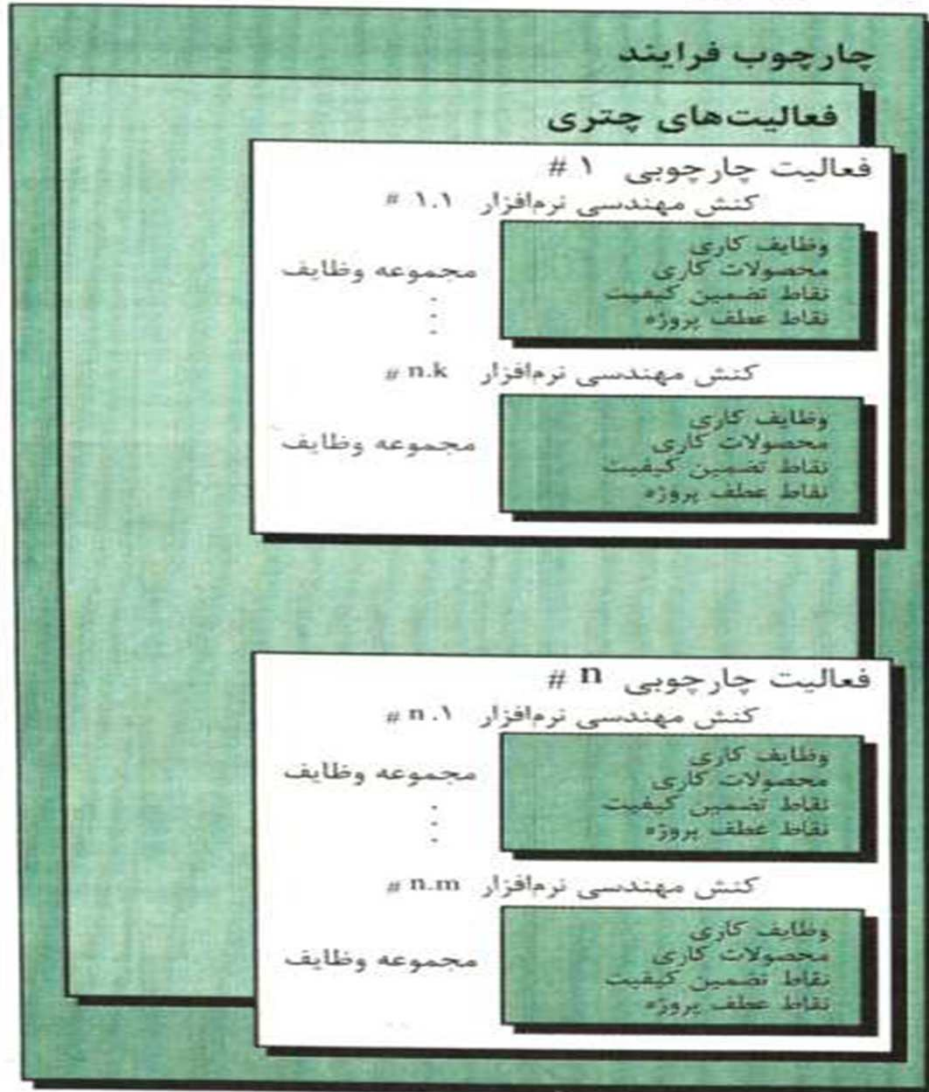 چارچوب فرایند
فعالیت‌های چتری
فعالیت چارچوبی ۱ #
کنش مهندسی نرم‌افزار ۱.۱ #
مجموعه وظایف
وظایف کاری
محصولات کاری
نقاط تضمین کیفیت
نقاط عطف پروژه
کنش مهندسی نرم‌افزار n.k #
مجموعه وظایف
وظایف کاری
محصولات کاری
نقاط تضمین کیفیت
نقاط عطف پروژه
فعالیت چارچوبی n #
کنش مهندسی نرم‌افزار n.۱ #
مجموعه وظایف
وظایف کاری
محصولات کاری
نقاط تضمین کیفیت
نقاط عطف پروژه
کنش مهندسی نرم‌افزار n.m #
مجموعه وظایف
وظایف کاری
محصولات کاری
نقاط تضمین کیفیت
نقاط عطف پروژه